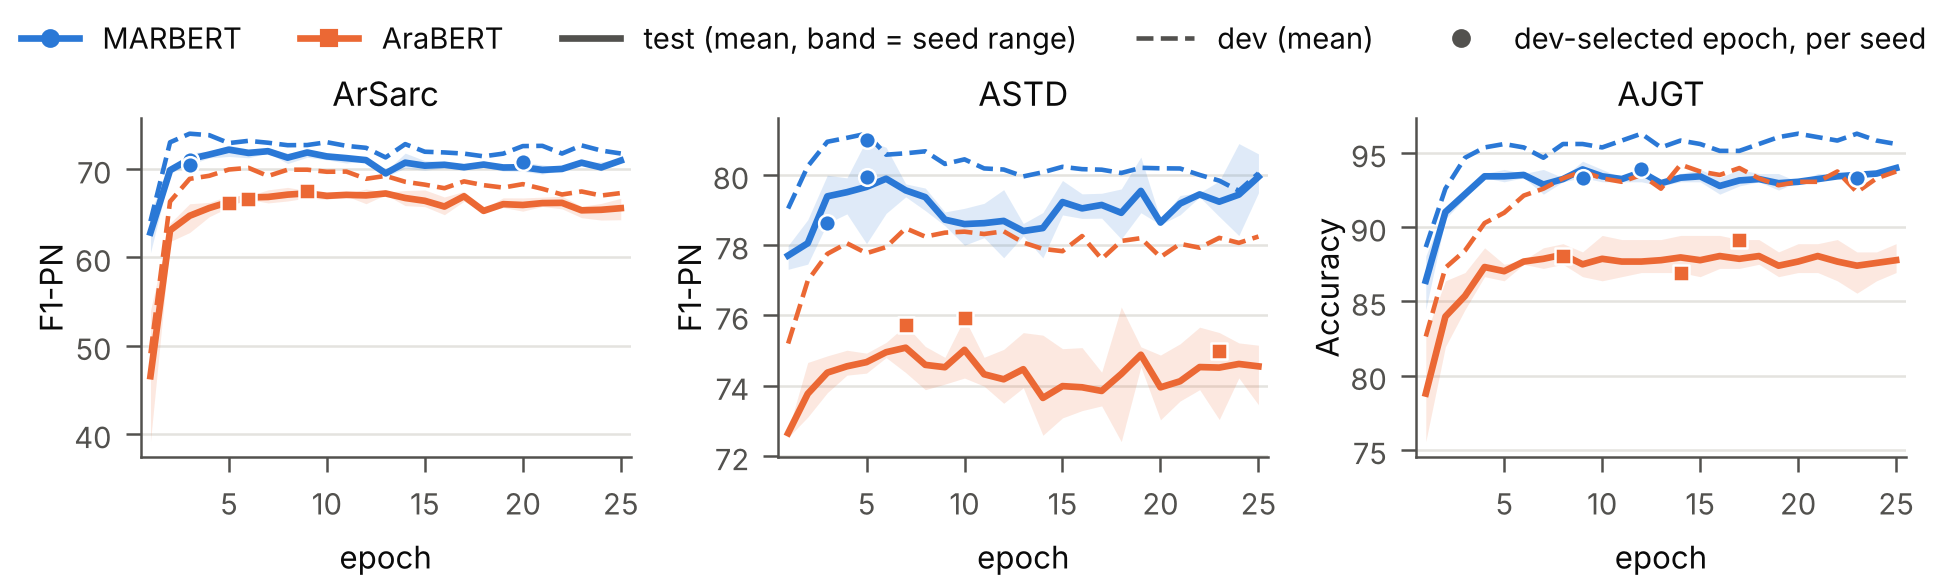 MARBERT AraBERT test (mean, band = seed range) dev (mean) dev-selected epoch, per seed
ArSarc
F1-PN
70
60
50
40
5 10 15 20 25
epoch
ASTD
F1-PN
80
78
76
74
72
5 10 15 20 25
epoch
AJGT
Accuracy
95
90
85
80
75
5 10 15 20 25
epoch